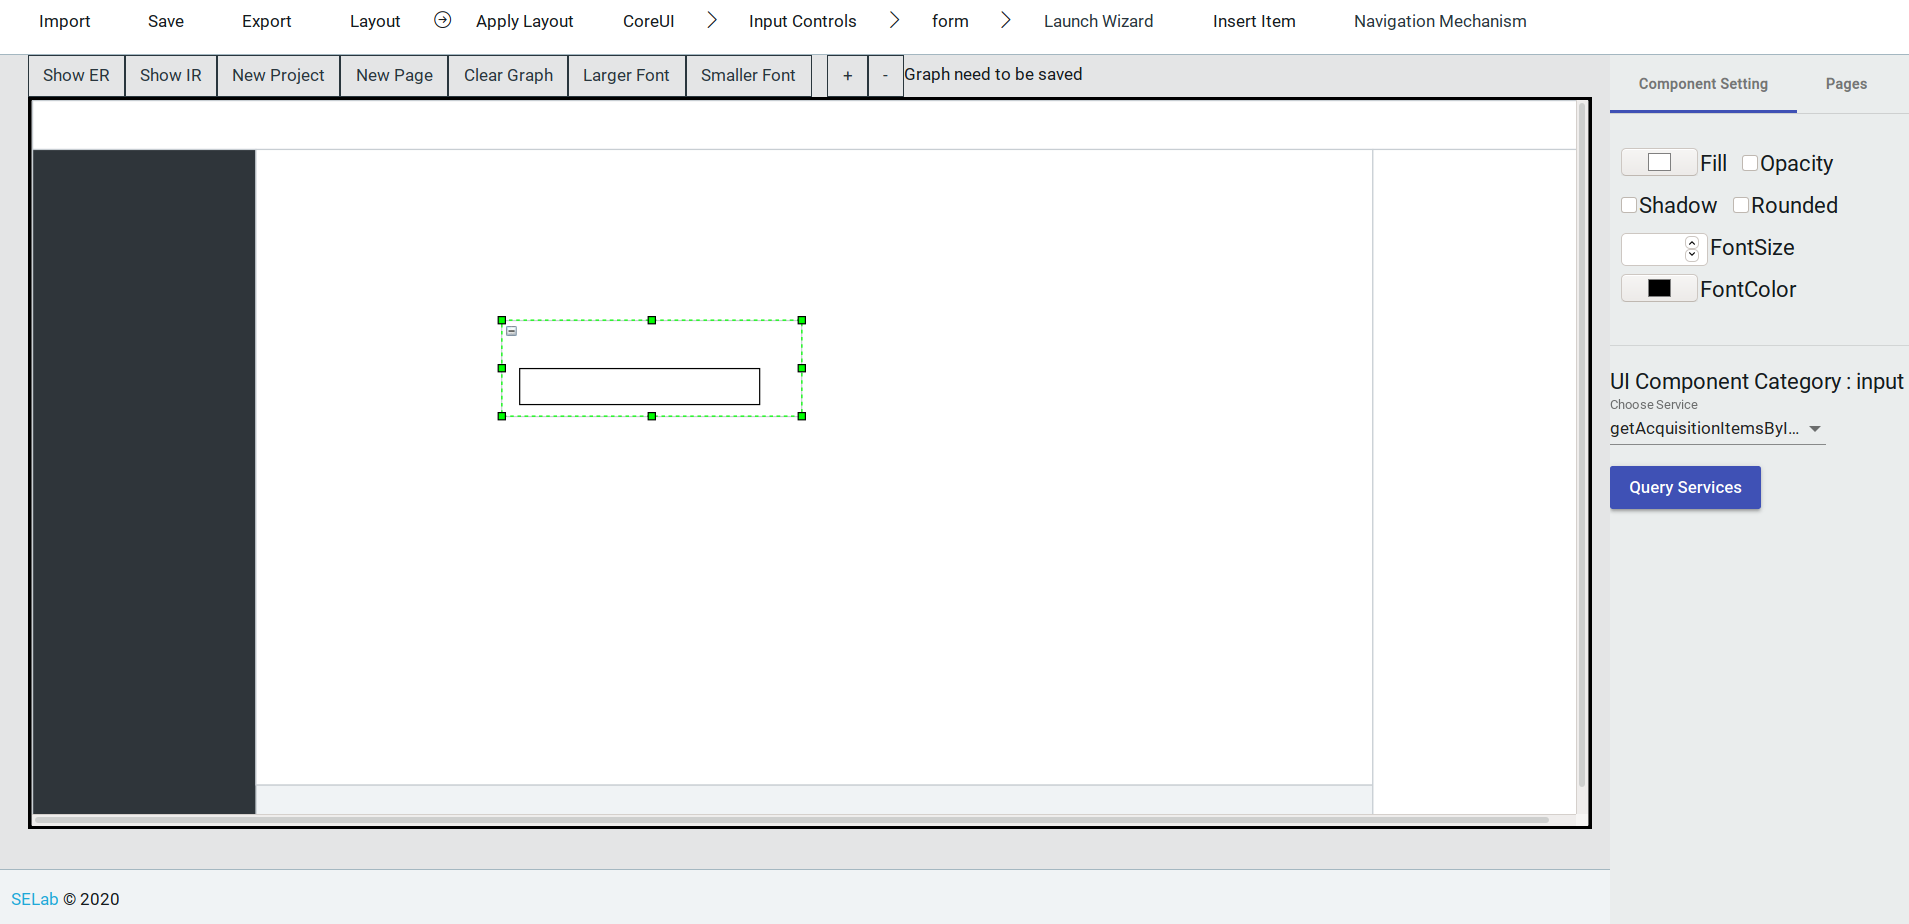 Import Save Export Layout Apply Layout CoreUI Input Controls form Launch Wizard Insert Item Navigation Mechanism
Show ER Show IR New Project New Page Clear Graph Larger Font Smaller Font + - Graph need to be saved
Component Setting Pages
Fill Opacity
Shadow Rounded
FontSize
FontColor
UI Component Category : input
Choose Service
getAcquisitionItemsByI...
Query Services
SELab © 2020